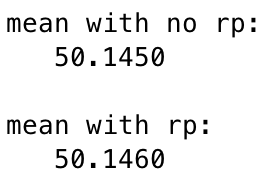 mean with no rp:
50.1450
mean with rp:
50.1460